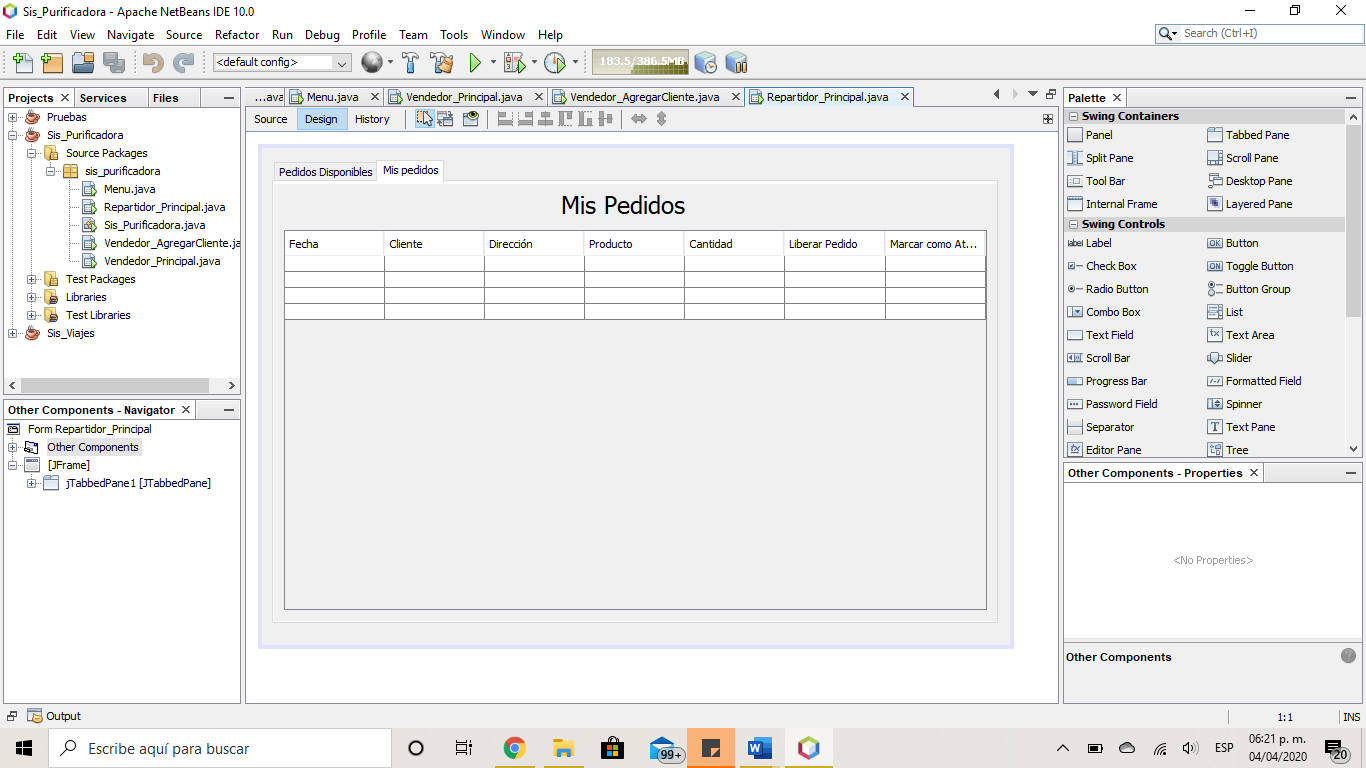 Sis_Purificadora - Apache NetBeans IDE 10.0
File Edit View Navigate Source Refactor Run Debug Profile Team Tools Window Help
Search (Ctrl+I)
<default config>
183.5/386.5MB
Projects Services Files
Pruebas
Sis_Purificadora
Source Packages
sis_purificadora
Menu.java
Repartidor_Principal.java
Sis_Purificadora.java
Vendedor_AgregarCliente.ja
Vendedor_Principal.java
Test Packages
Libraries
Test Libraries
Sis_Viajes
Other Components - Navigator
Form Repartidor_Principal
Other Components
[JFrame]
jTabbedPane1 [JTabbedPane]
...ava Menu.java Vendedor_Principal.java Vendedor_AgregarCliente.java Repartidor_Principal.java
Source Design History
Pedidos Disponibles Mis pedidos
Mis Pedidos
Fecha Cliente Dirección Producto Cantidad Liberar Pedido Marcar como At...
Palette
Swing Containers
Panel Tabbed Pane
Split Pane Scroll Pane
Tool Bar Desktop Pane
Internal Frame Layered Pane
Swing Controls
label Label OK Button
Check Box ON Toggle Button
Radio Button Button Group
Combo Box List
Text Field Text Area
Scroll Bar Slider
Progress Bar Formatted Field
Password Field Spinner
Separator T Text Pane
Editor Pane Tree
Other Components - Properties
<No Properties>
Other Components
Output
1:1 INS
Escribe aquí para buscar
99+
W
ESP
06:21 p. m.
04/04/2020
20